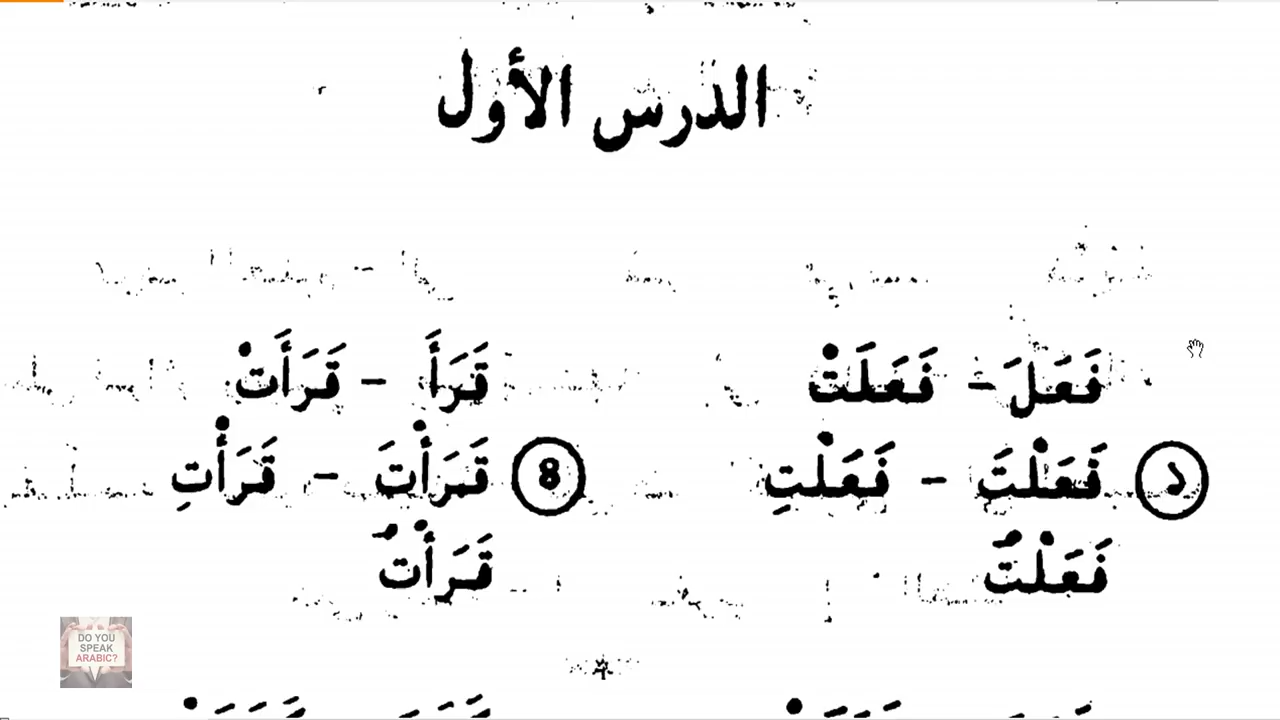 الدرس الأول
فَعَلَ - فَعَلَتْ
فَعَلْتَ - فَعَلْتِ
فَعَلْتُ
قَرَأَ - قَرَأَتْ
8 قَرَأْتَ - قَرَأْتِ
قَرَأْتُ
DO YOU
SPEAK
ARABIC?